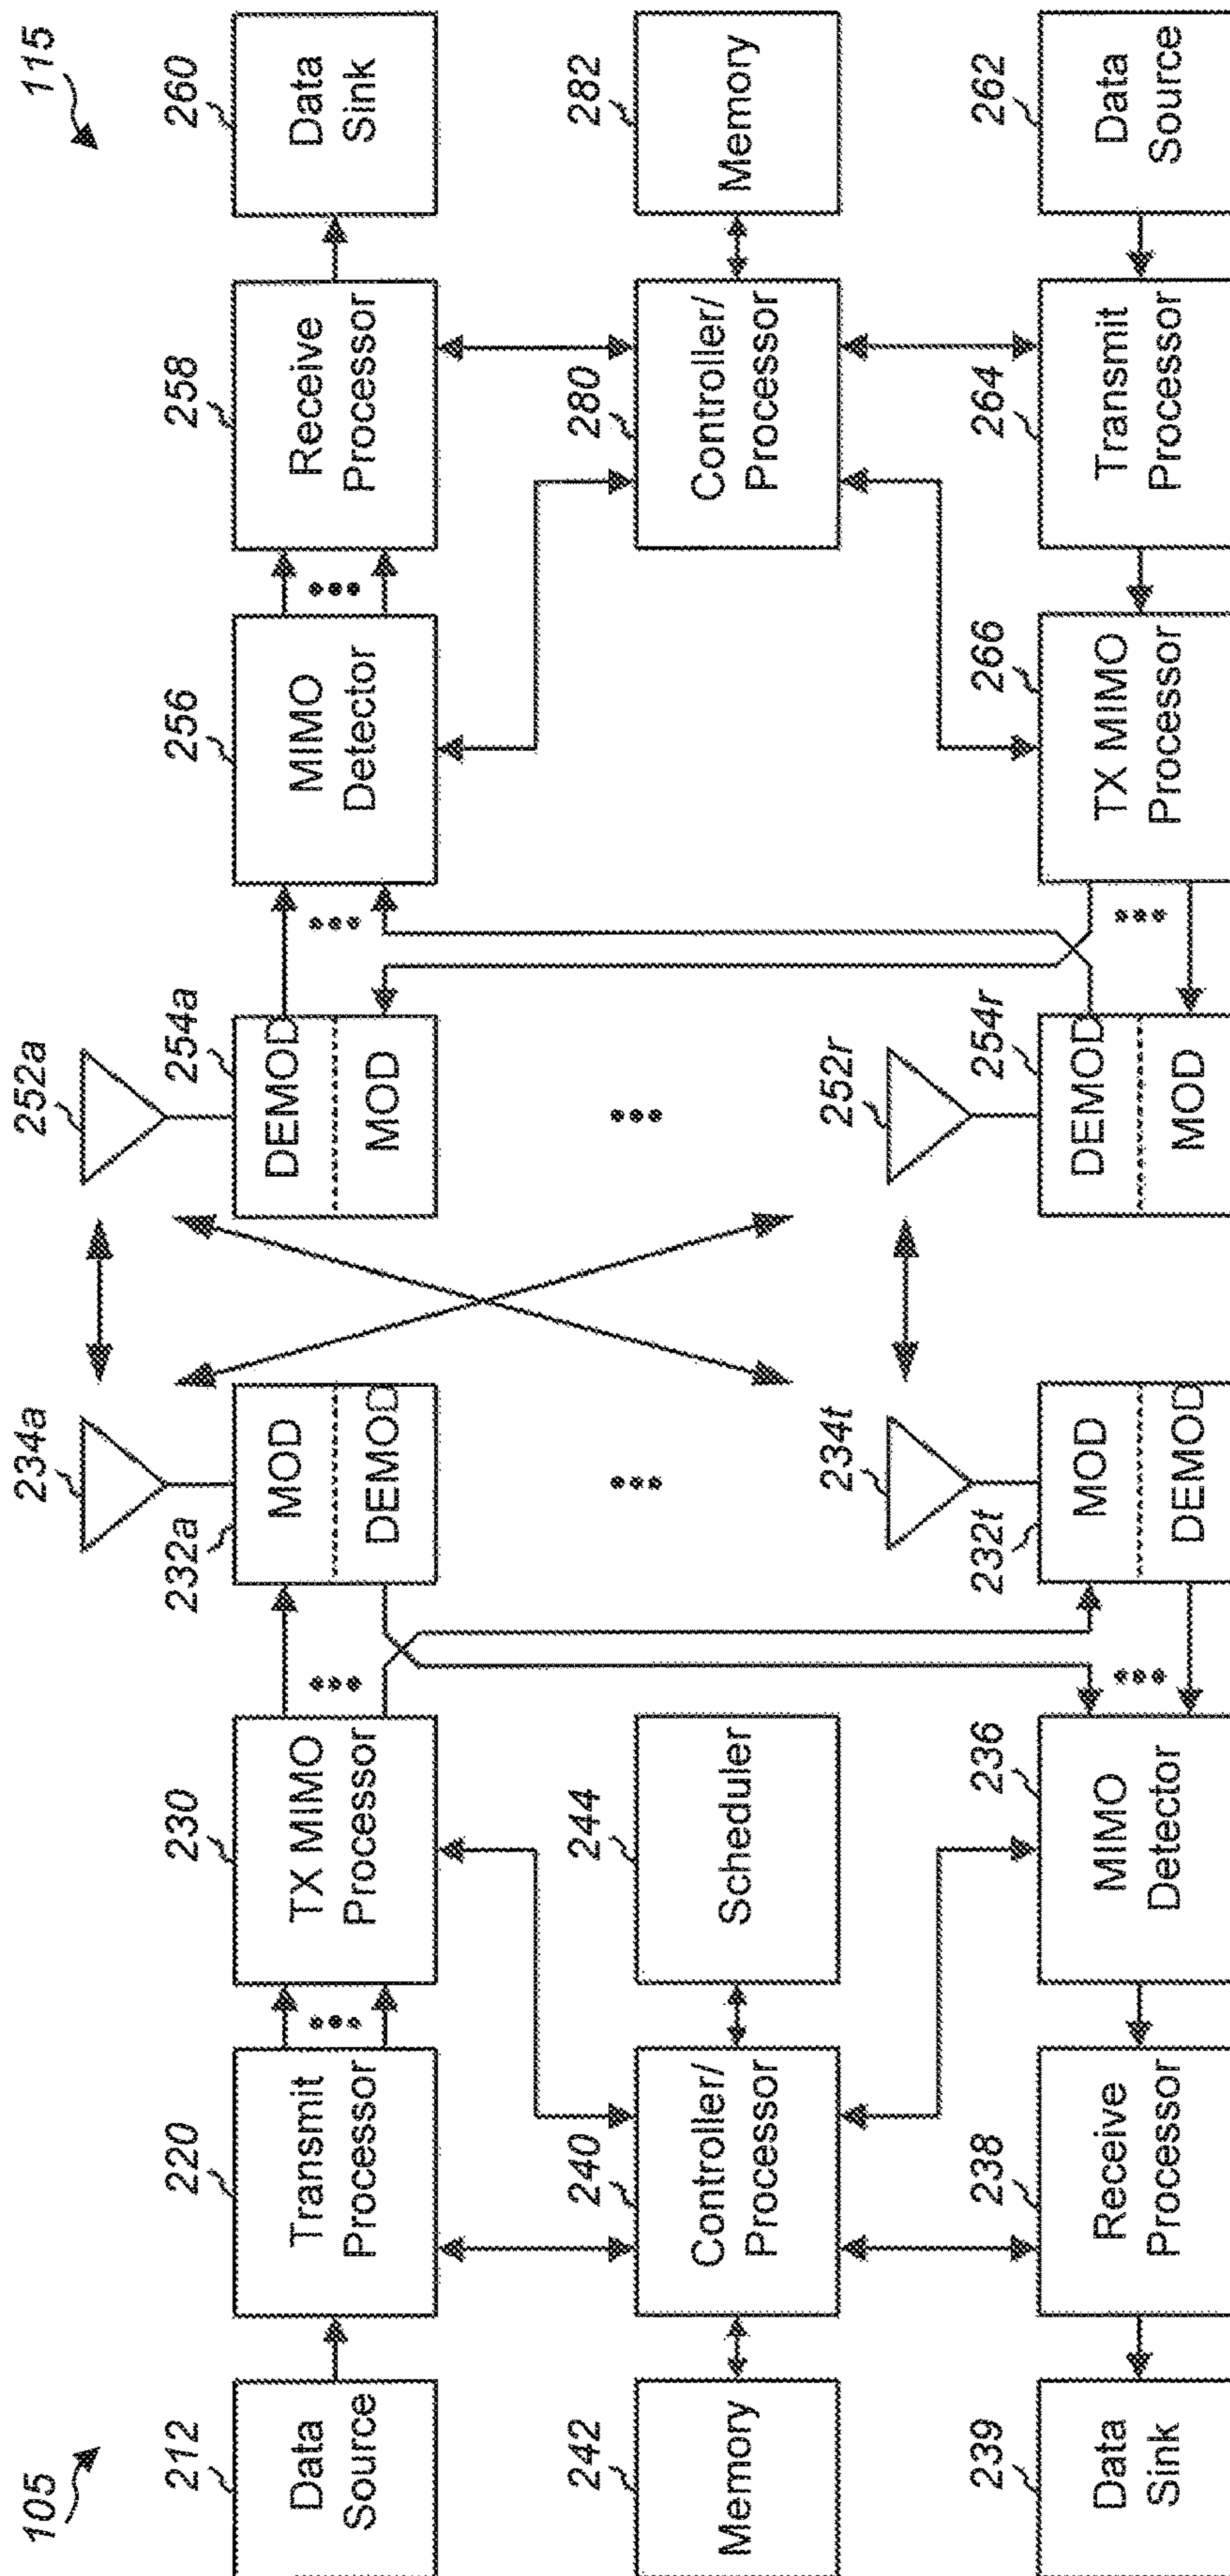 105
212
Data
Source
220
Transmit
Processor
230
TX MIMO
Processor
232a
MOD
DEMOD
234a
252a
254a
DEMOD
MOD
256
MIMO
Detector
258
Receive
Processor
260
Data
Sink
115
242
Memory
240
Controller/
Processor
244
Scheduler
280
Controller/
Processor
282
Memory
239
Data
Sink
238
Receive
Processor
236
MIMO
Detector
232t
MOD
DEMOD
234t
252r
254r
DEMOD
MOD
266
TX MIMO
Processor
264
Transmit
Processor
262
Data
Source